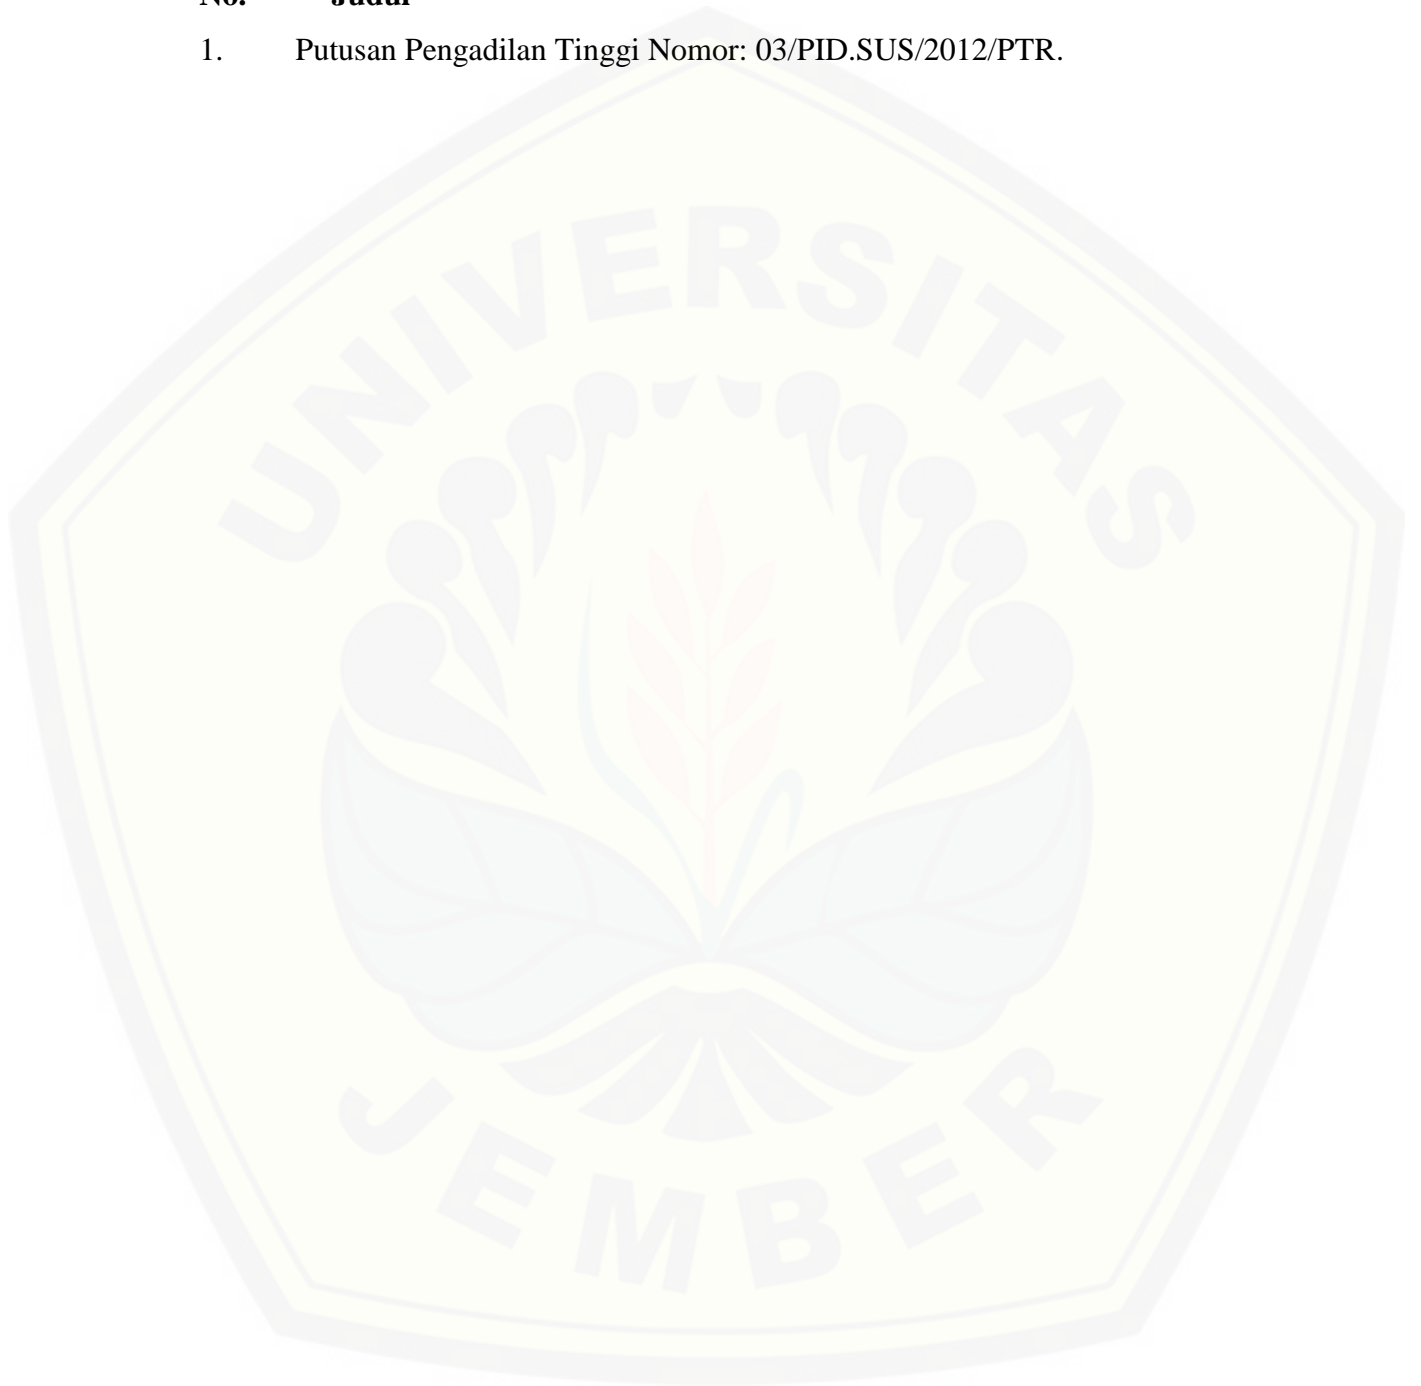 No. Judul
1. Putusan Pengadilan Tinggi Nomor: 03/PID.SUS/2012/PTR.
UNIVERSITAS
JEMBER